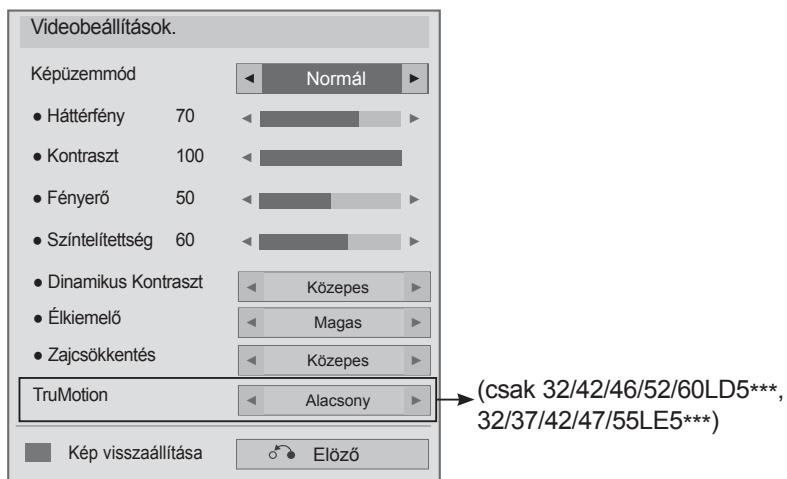 Videobeállítások.
Képüzemmód ◄ Normál ►
● Háttérfény 70 ◄ ►
● Kontraszt 100 ◄
● Fényerő 50 ◄ ►
● Színtelítettség 60 ◄ ►
● Dinamikus Kontraszt ◄ Közepes ►
● Élkiemelő ◄ Magas ►
● Zajcsökkentés ◄ Közepes ►
TruMotion ◄ Alacsony ►
(csak 32/42/46/52/60LD5***,
32/37/42/47/55LE5***)
Kép visszaállítása Elöző